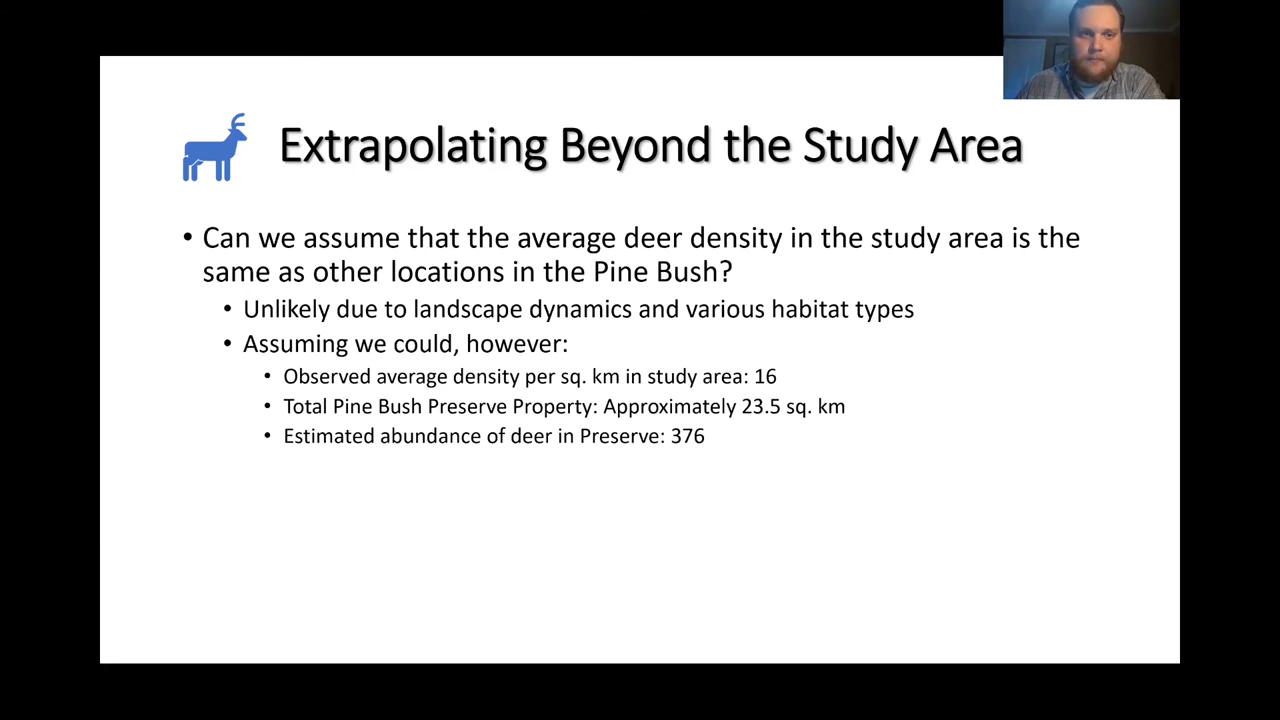 Extrapolating Beyond the Study Area
• Can we assume that the average deer density in the study area is the
same as other locations in the Pine Bush?
• Unlikely due to landscape dynamics and various habitat types
• Assuming we could, however:
• Observed average density per sq. km in study area: 16
• Total Pine Bush Preserve Property: Approximately 23.5 sq. km
• Estimated abundance of deer in Preserve: 376